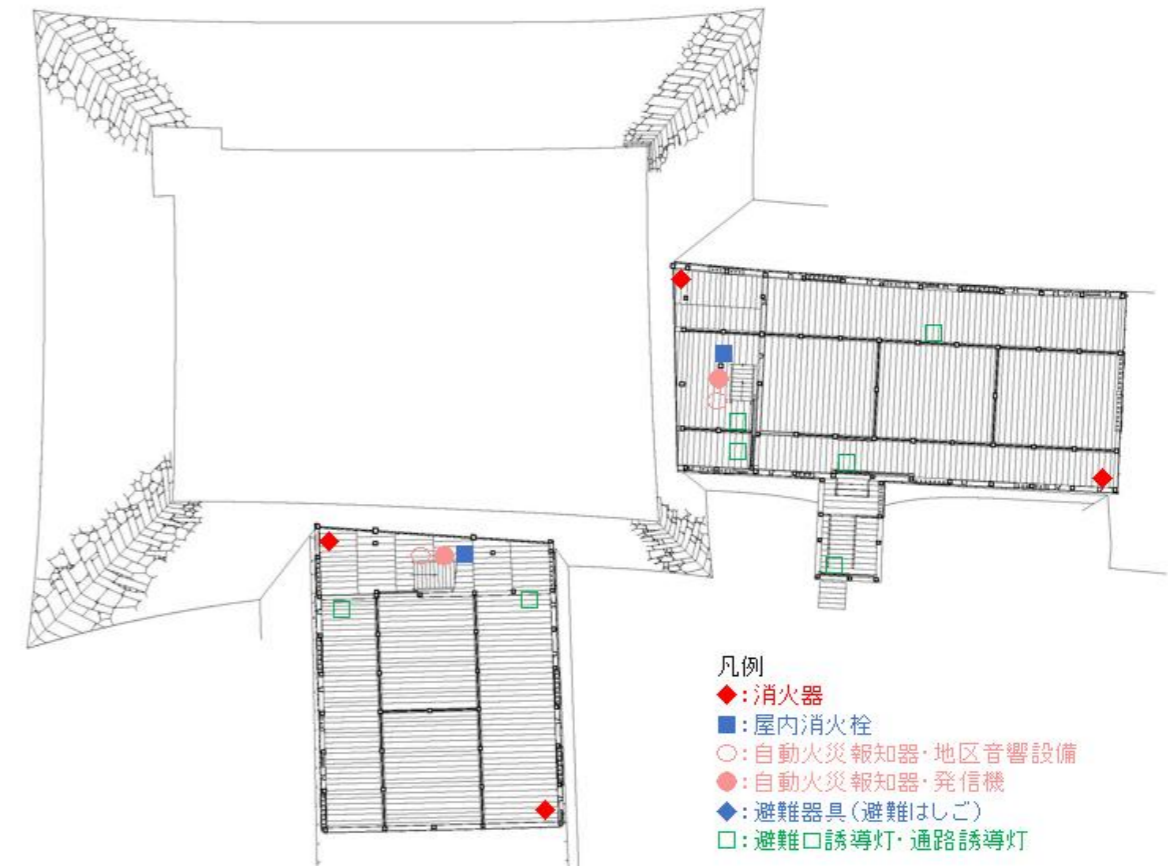 凡例
◆:消火器
■:屋内消火栓
○:自動火災報知器・地区音響設備
●:自動火災報知器・発信機
◆:避難器具(避難はしご)
□:避難口誘導灯・通路誘導灯